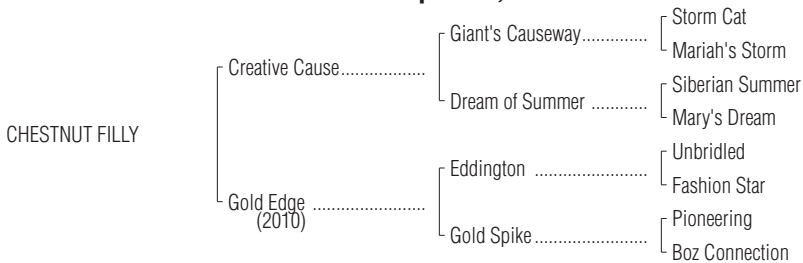 Storm Cat
Giant's Causeway..............
Mariah's Storm
Creative Cause..................
Siberian Summer
Dream of Summer ............
Mary's Dream
CHESTNUT FILLY
Unbridled
Eddington ........................
Fashion Star
Gold Edge ........................
(2010)
Pioneering
Gold Spike........................
Boz Connection